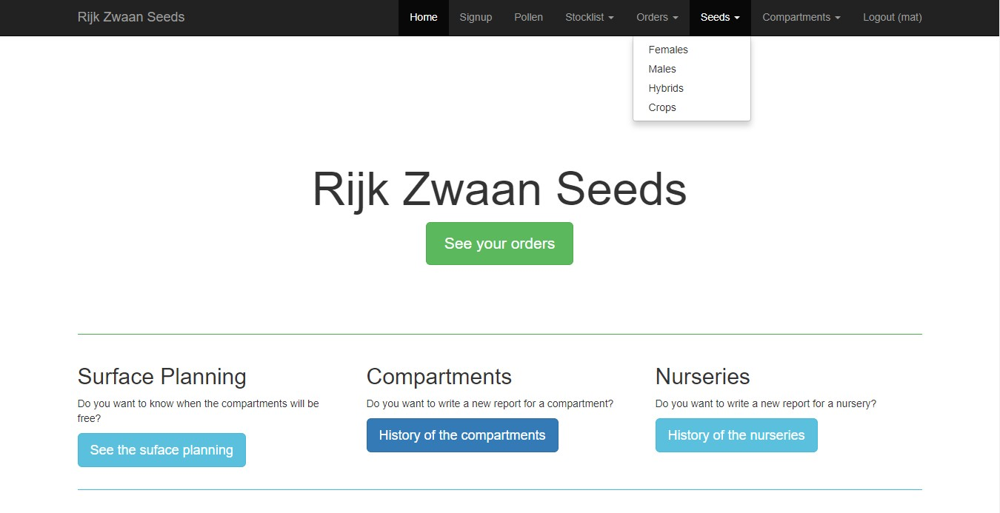 Rijk Zwaan Seeds
Home
Signup
Pollen
Stocklist
Orders
Seeds
Compartments
Logout (mat)
Females
Males
Hybrids
Crops
Rijk Zwaan Seeds
See your orders
Surface Planning
Do you want to know when the compartments will be
free?
See the suface planning
Compartments
Do you want to write a new report for a compartment?
History of the compartments
Nurseries
Do you want to write a new report for a nursery?
History of the nurseries